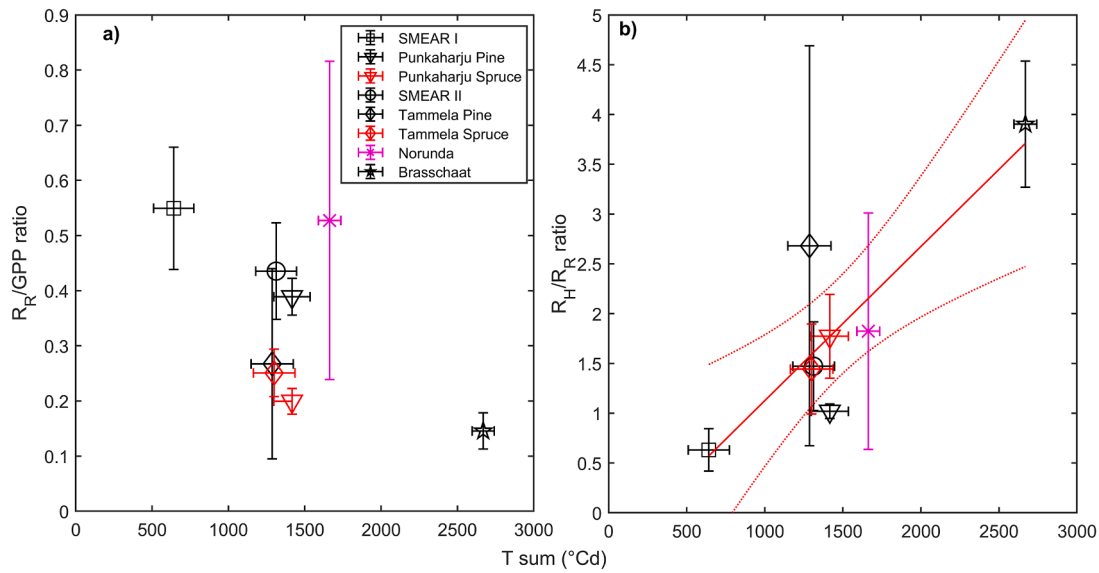 a)
0.9
0.8
0.7
0.6
0.5
0.4
0.3
0.2
0.1
0
R_R/GPP ratio
SMEAR I
Punkaharju Pine
Punkaharju Spruce
SMEAR II
Tammela Pine
Tammela Spruce
Norunda
Brasschaat
0 500 1000 1500 2000 2500 3000
b)
5
4.5
4
3.5
3
2.5
2
1.5
1
0.5
0
R_H/R_R ratio
0 500 1000 1500 2000 2500 3000
T sum (°Cd)